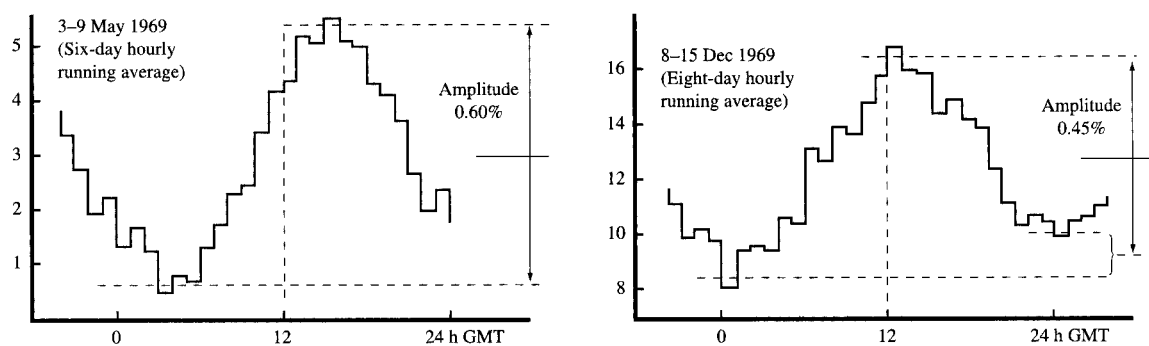 3–9 May 1969
(Six-day hourly
running average)
Amplitude
0.60%
5
4
3
2
1
0
12
24 h GMT
8–15 Dec 1969
(Eight-day hourly
running average)
Amplitude
0.45%
16
14
12
10
8
0
12
24 h GMT